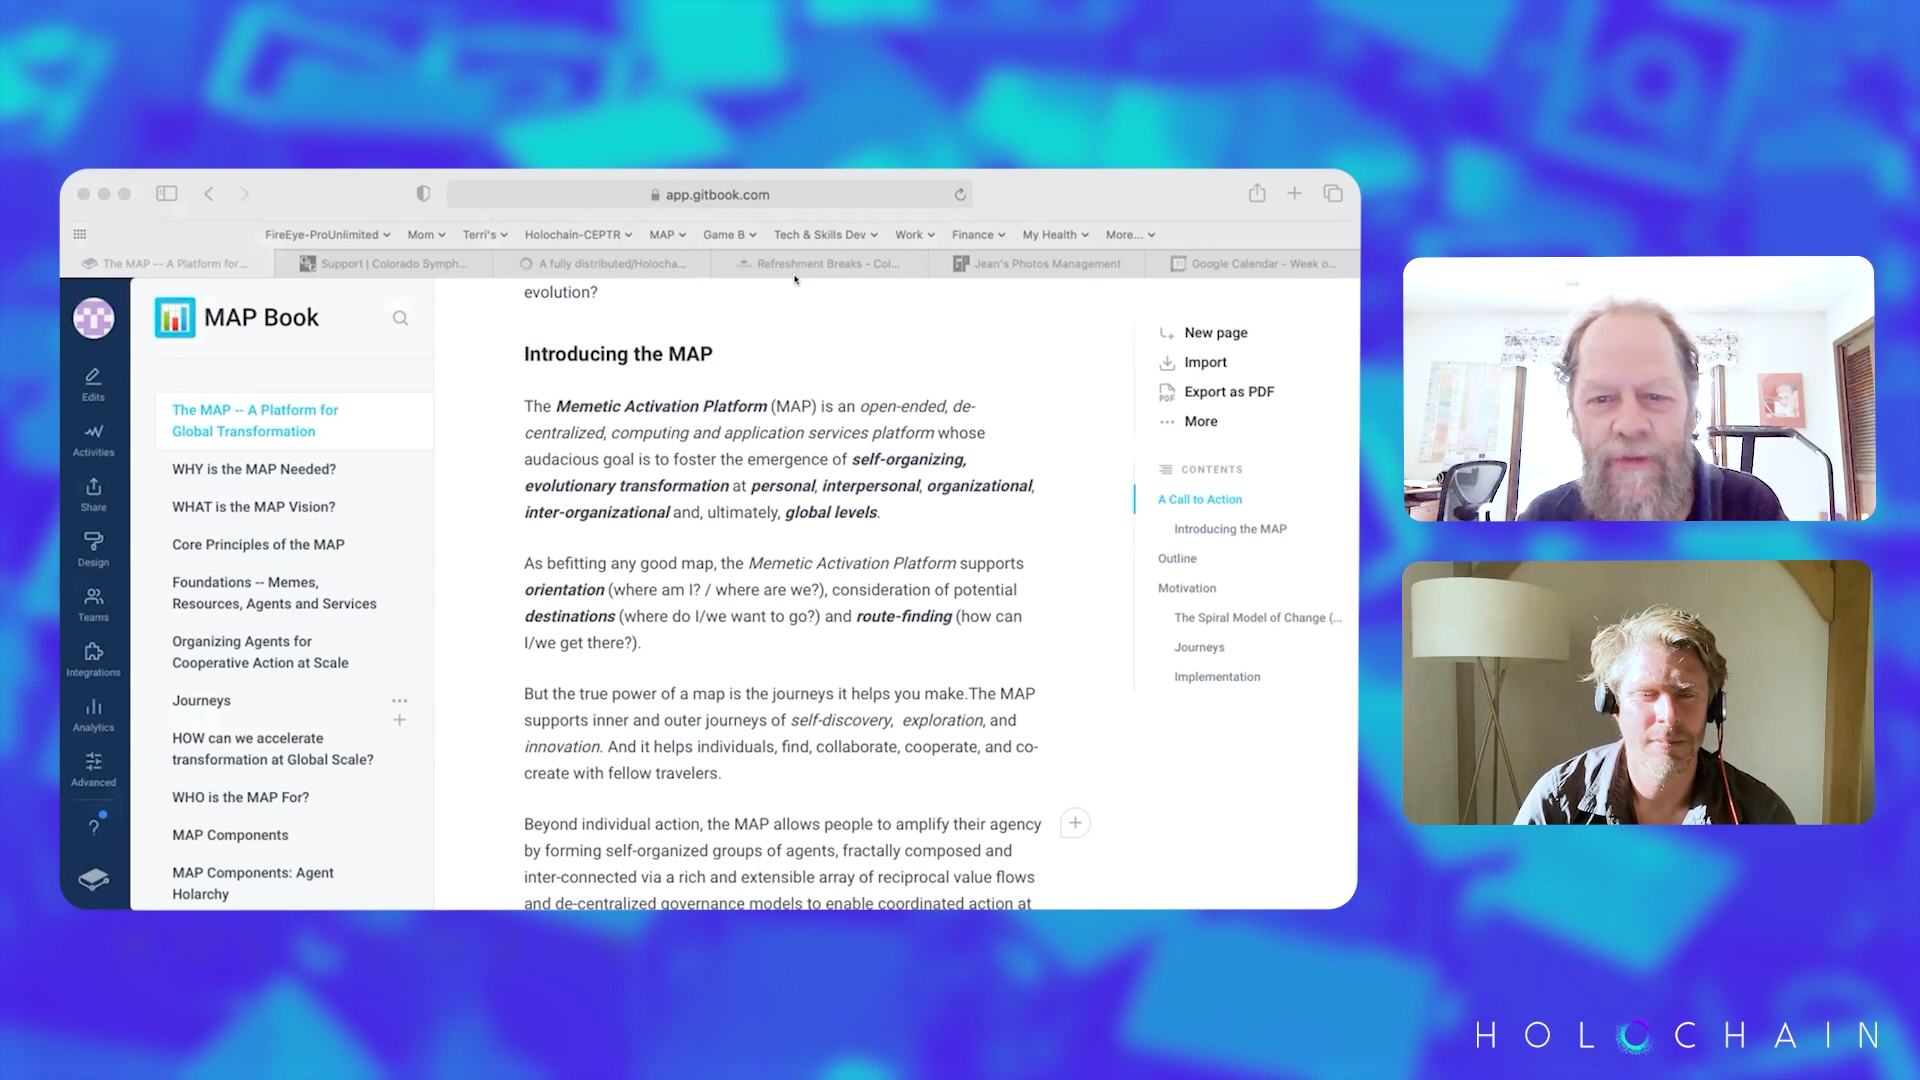 app.gitbook.com
FireEye-ProUnlimited Mom Terri's Holochain-CEPTR MAP Game B Tech & Skills Dev Work Finance My Health More...
The MAP -- A Platform for... Support | Colorado Symph... A fully distributed/Holocha... Refreshment Breaks - Col... GP Jean's Photos Management Google Calendar - Week o...
MAP Book
Edits
Activities
Share
Design
Teams
Integrations
Analytics
Advanced
?
The MAP -- A Platform for
Global Transformation
WHY is the MAP Needed?
WHAT is the MAP Vision?
Core Principles of the MAP
Foundations -- Memes,
Resources, Agents and Services
Organizing Agents for
Cooperative Action at Scale
Journeys
HOW can we accelerate
transformation at Global Scale?
WHO is the MAP For?
MAP Components
MAP Components: Agent
Holarchy
evolution?
Introducing the MAP
The Memetic Activation Platform (MAP) is an open-ended, de-
centralized, computing and application services platform whose
audacious goal is to foster the emergence of self-organizing,
evolutionary transformation at personal, interpersonal, organizational,
inter-organizational and, ultimately, global levels.
As befitting any good map, the Memetic Activation Platform supports
orientation (where am I? / where are we?), consideration of potential
destinations (where do I/we want to go?) and route-finding (how can
I/we get there?).
But the true power of a map is the journeys it helps you make.The MAP
supports inner and outer journeys of self-discovery, exploration, and
innovation. And it helps individuals, find, collaborate, cooperate, and co-
create with fellow travelers.
Beyond individual action, the MAP allows people to amplify their agency
by forming self-organized groups of agents, fractally composed and
inter-connected via a rich and extensible array of reciprocal value flows
and de-centralized governance models to enable coordinated action at
New page
Import
PDF Export as PDF
More
CONTENTS
A Call to Action
Introducing the MAP
Outline
Motivation
The Spiral Model of Change (...
Journeys
Implementation
HOLOCHAIN